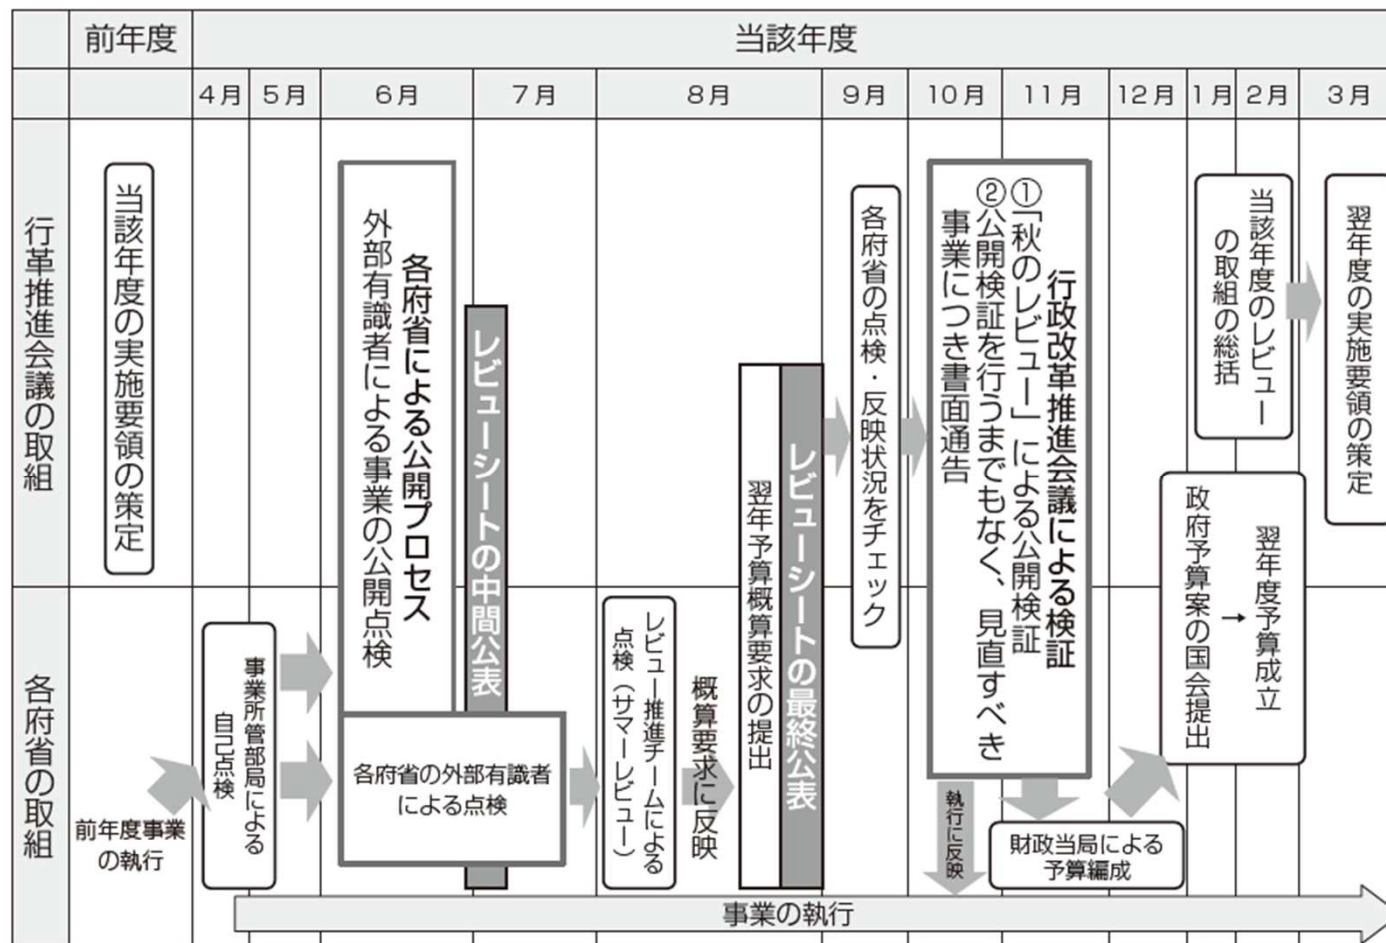 前年度
当該年度
4月
5月
6月
7月
8月
9月
10月
11月
12月
1月
2月
3月
行革推進会議の取組
当該年度の実施要領の策定
各府省による公開プロセス
外部有識者による事業の公開点検
レビューシートの中間公表
翌年予算概算要求の提出
レビューシートの最終公表
各府省の点検・反映状況をチェック
行政改革推進会議による検証
①「秋のレビュー」による公開検証
②公開検証を行うまでもなく、見直すべき
事業につき書面通告
当該年度のレビュー
の取組の総括
翌年度の実施要領の策定
各府省の取組
前年度事業
の執行
事業所管部局による
自己点検
各府省の外部有識者
による点検
レビュー推進チームによる
点検（サマーレビュー）
概算要求に反映
執行に反映
財政当局による
予算編成
政府予算案の国会提出
→
翌年度予算成立
事業の執行